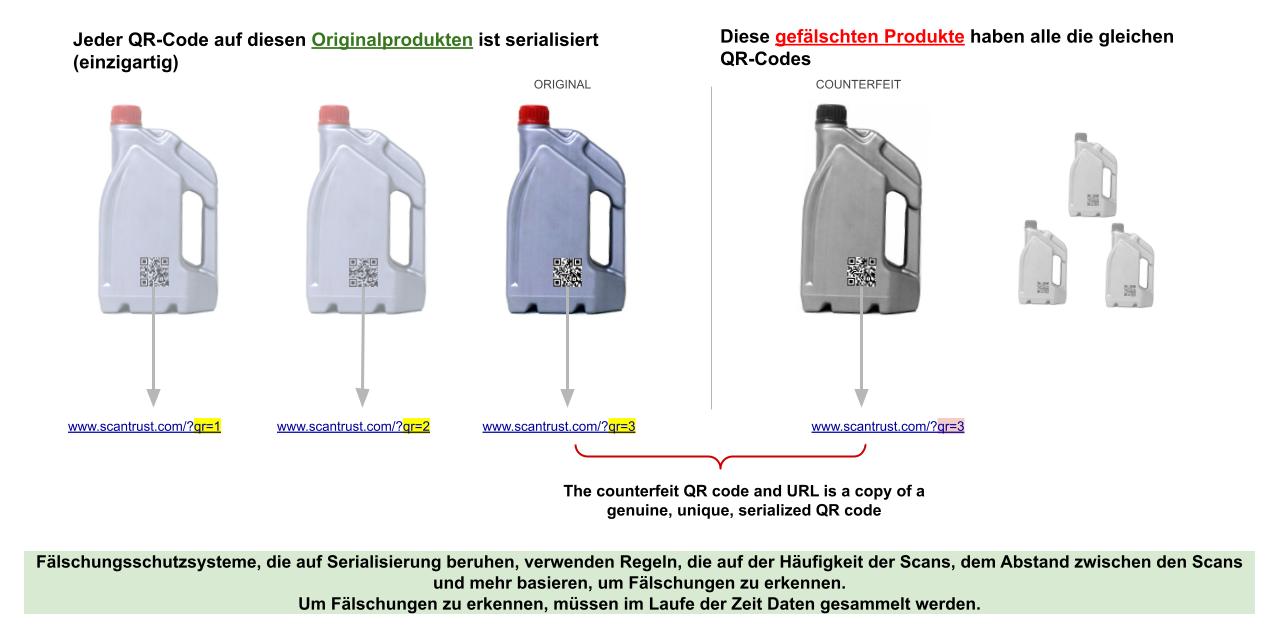 Jeder QR-Code auf diesen Originalprodukten ist serialisiert
(einzigartig)
Diese gefälschten Produkte haben alle die gleichen
QR-Codes
ORIGINAL
COUNTERFEIT
www.scantrust.com/?qr=1
www.scantrust.com/?qr=2
www.scantrust.com/?qr=3
www.scantrust.com/?qr=3
The counterfeit QR code and URL is a copy of a
genuine, unique, serialized QR code
Fälschungsschutzsysteme, die auf Serialisierung beruhen, verwenden Regeln, die auf der Häufigkeit der Scans, dem Abstand zwischen den Scans
und mehr basieren, um Fälschungen zu erkennen.
Um Fälschungen zu erkennen, müssen im Laufe der Zeit Daten gesammelt werden.